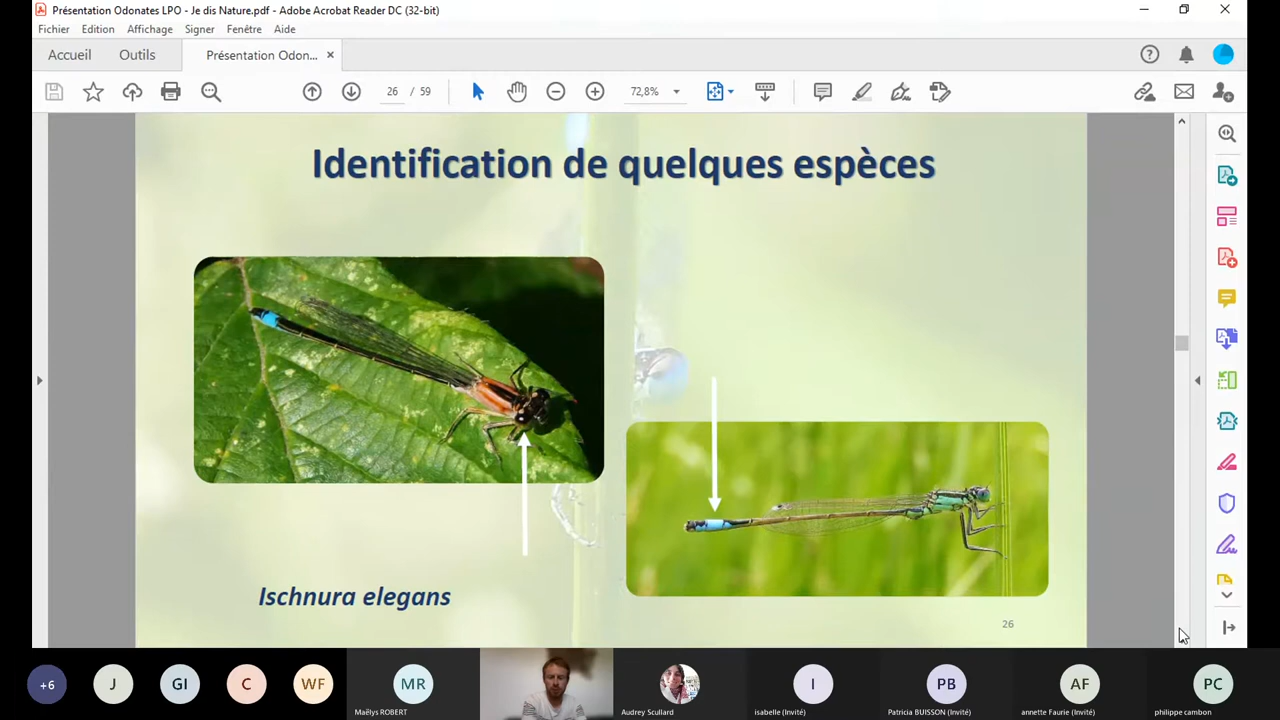 Présentation Odonates LPO - Je dis Nature.pdf - Adobe Acrobat Reader DC (32-bit)
Fichier Edition Affichage Signer Fenêtre Aide
Accueil Outils Présentation Odon... ×
26 / 59 72,8%
Identification de quelques espèces
Ischnura elegans
26
+6 J GI C WF MR I PB AF PC
Maëlys ROBERT Audrey Scullard isabelle (Invité) Patricia BUISSON (Invité) annette Faurie (Invité) philippe cambon